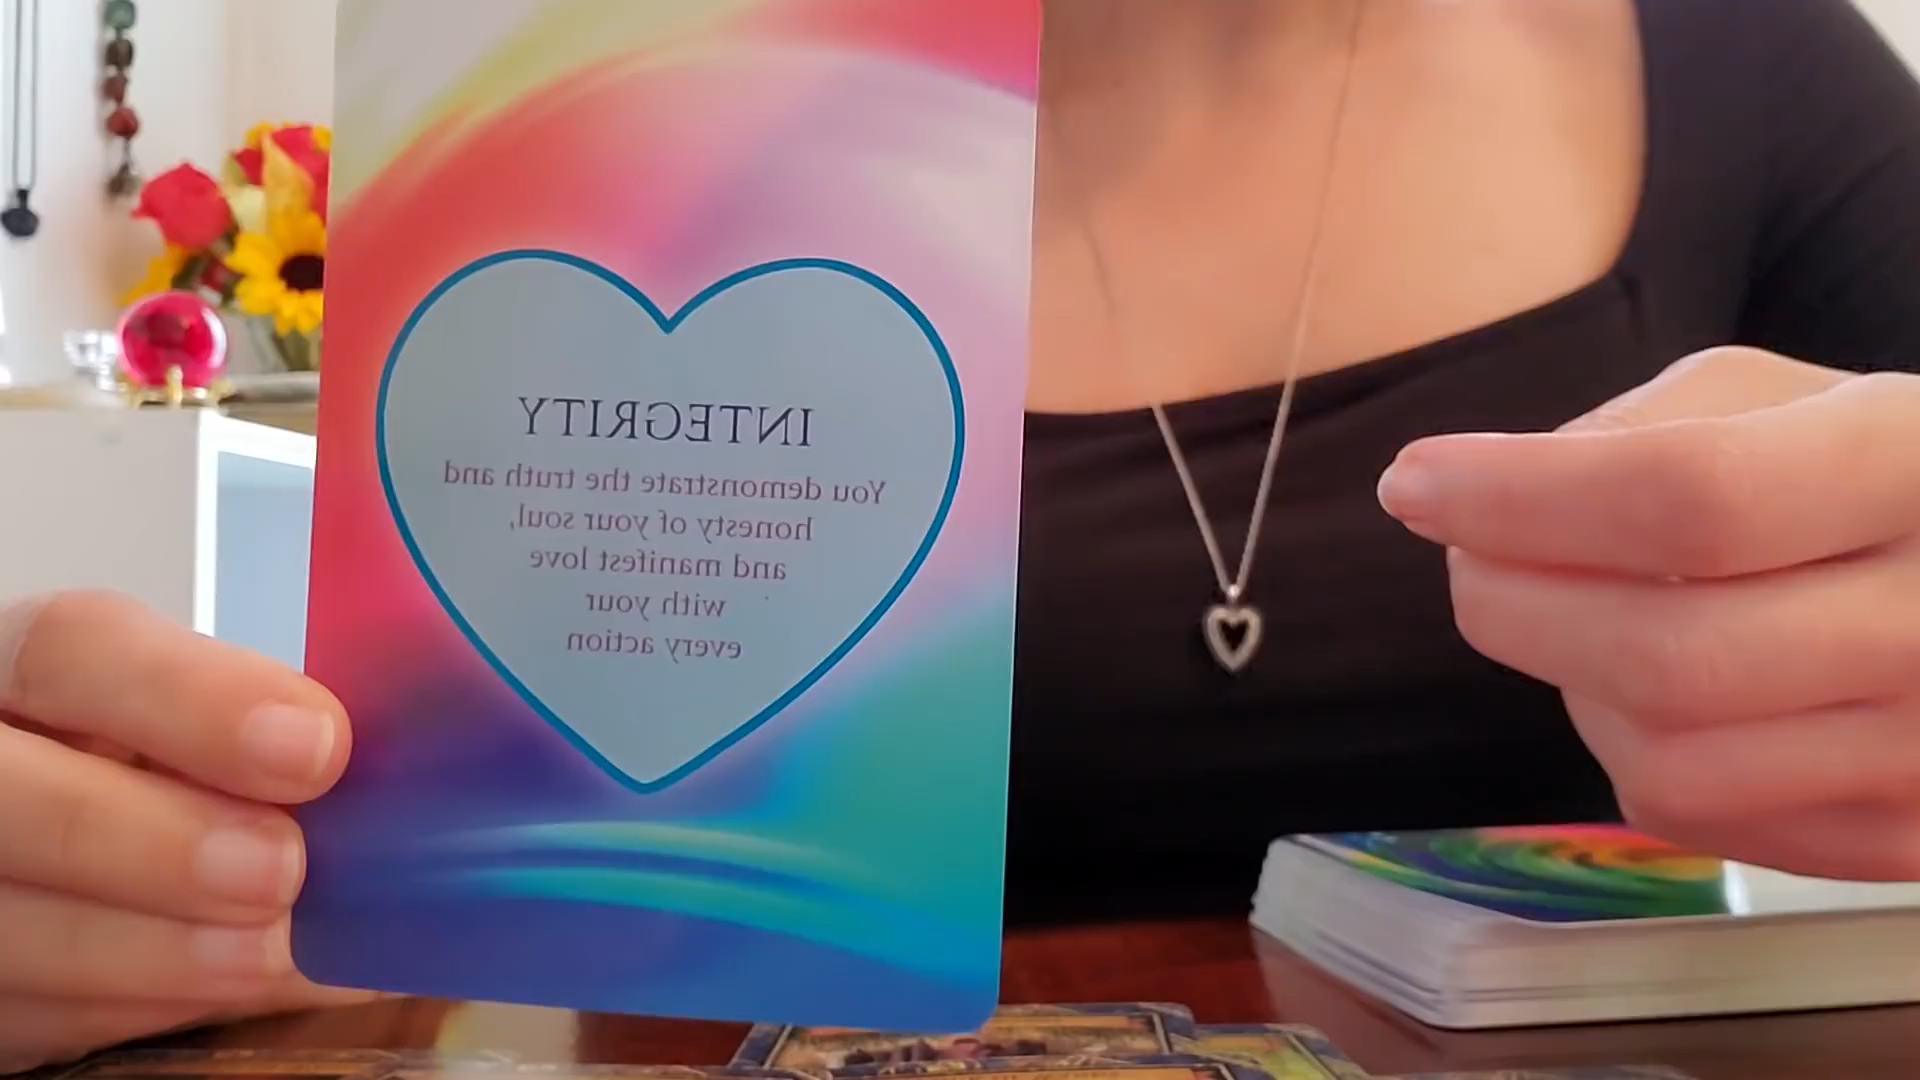 INTEGRITY
You demonstrate the truth and
honesty of your soul,
and manifest love
with your
every action